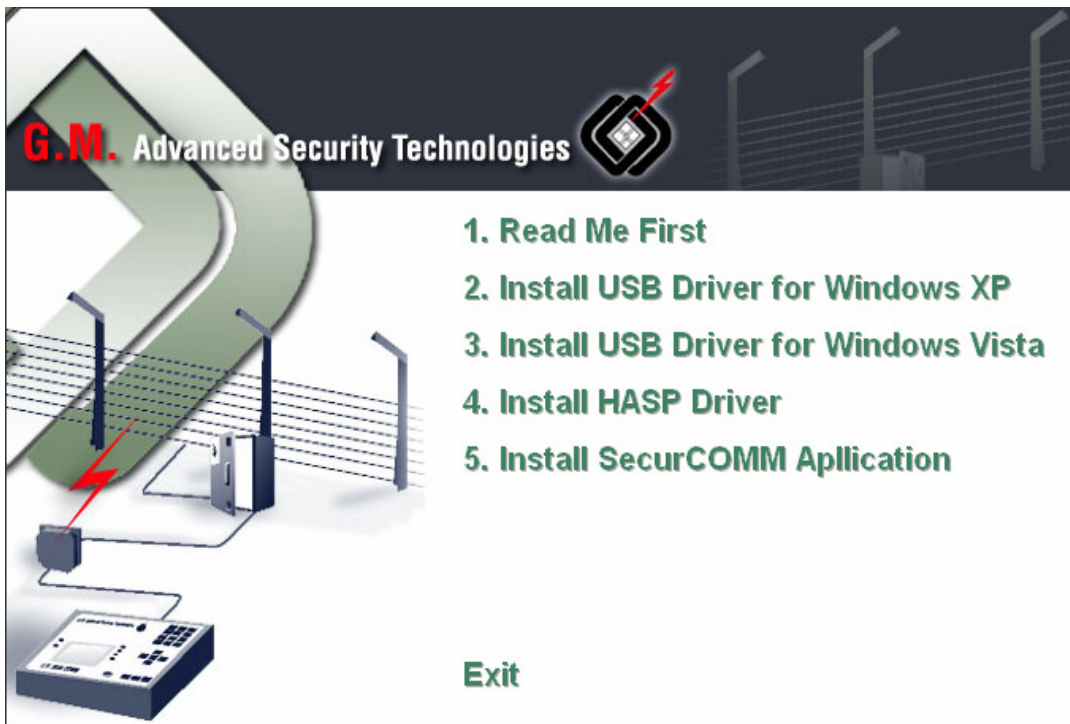 G.M. Advanced Security Technologies
1. Read Me First
2. Install USB Driver for Windows XP
3. Install USB Driver for Windows Vista
4. Install HASP Driver
5. Install SecurCOMM Apllication
Exit